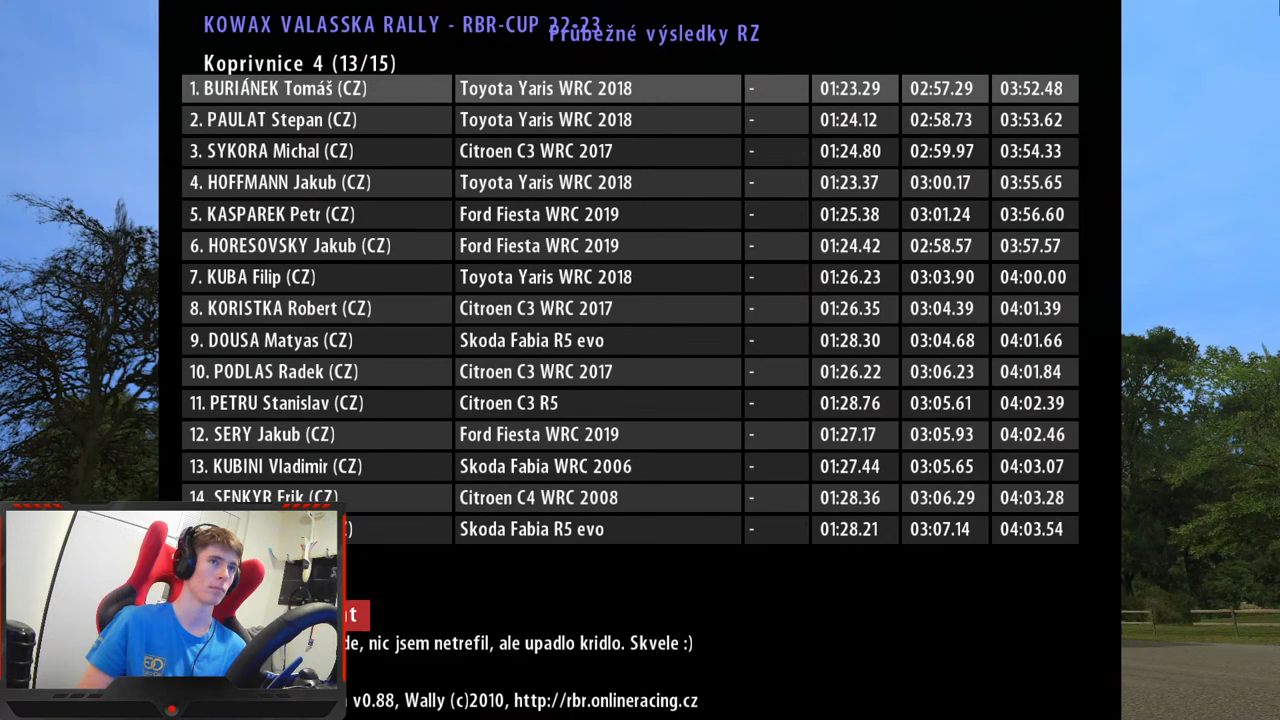 KOWAX VALASSKA RALLY - RBR-CUP 22-23
Průbežné výsledky RZ
Koprivnice 4 (13/15)
1. BURIÁNEK Tomáš (CZ) Toyota Yaris WRC 2018 - 01:23.29 02:57.29 03:52.48
2. PAULAT Stepan (CZ) Toyota Yaris WRC 2018 - 01:24.12 02:58.73 03:53.62
3. SYKORA Michal (CZ) Citroen C3 WRC 2017 - 01:24.80 02:59.97 03:54.33
4. HOFFMANN Jakub (CZ) Toyota Yaris WRC 2018 - 01:23.37 03:00.17 03:55.65
5. KASPAREK Petr (CZ) Ford Fiesta WRC 2019 - 01:25.38 03:01.24 03:56.60
6. HORESOVSKY Jakub (CZ) Ford Fiesta WRC 2019 - 01:24.42 02:58.57 03:57.57
7. KUBA Filip (CZ) Toyota Yaris WRC 2018 - 01:26.23 03:03.90 04:00.00
8. KORISTKA Robert (CZ) Citroen C3 WRC 2017 - 01:26.35 03:04.39 04:01.39
9. DOUSA Matyas (CZ) Skoda Fabia R5 evo - 01:28.30 03:04.68 04:01.66
10. PODLAS Radek (CZ) Citroen C3 WRC 2017 - 01:26.22 03:06.23 04:01.84
11. PETRU Stanislav (CZ) Citroen C3 R5 - 01:28.76 03:05.61 04:02.39
12. SERY Jakub (CZ) Ford Fiesta WRC 2019 - 01:27.17 03:05.93 04:02.46
13. KUBINI Vladimir (CZ) Skoda Fabia WRC 2006 - 01:27.44 03:05.65 04:03.07
14. SENKYR Erik (CZ) Citroen C4 WRC 2008 - 01:28.36 03:06.29 04:03.28
Skoda Fabia R5 evo - 01:28.21 03:07.14 04:03.54
nic jsem netrefil, ale upadlo kridlo. Skvele :)
v0.88, Wally (c)2010, http://rbr.onlineracing.cz